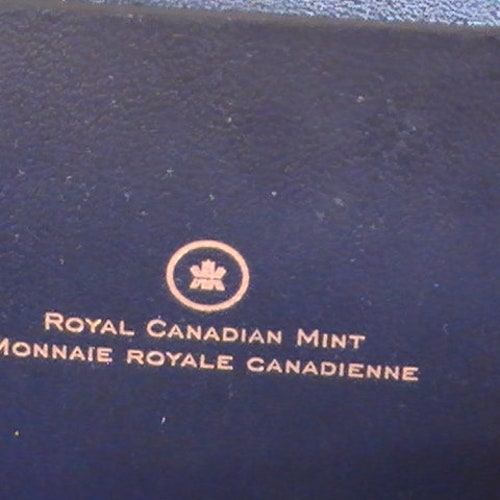 ROYAL CANADIAN MINT
MONNAIE ROYALE CANADIENNE